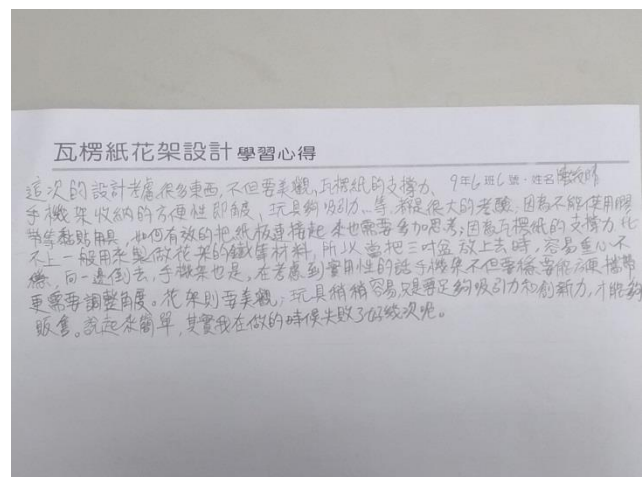 瓦楞紙花架設計 學習心得
9年6班6號、姓名
這次的設計考慮很多東西,不但要美觀,瓦楞紙的支撐力、
手機架收納的方便性即破、玩具夠吸引力...等,都是很大的考驗。因為不能使用膠
帶等黏貼用具,如何有效的把紙板連接起來也需要多加思考;因為瓦楞紙的支撐力比
不上一般用來製做花架的鐵等材料,所以當把三吋盆放上去時,容易重心不
穩,向一邊倒去,手機架也是,在考慮到實用性的話手機架不但要穩要能方便攜帶
更需要調整角度。花架則要美觀;玩具稍稍容易只是要足夠吸引力和創新力,才能夠
販售。說起來簡單,其實我在做的時候失敗了好幾次呢。